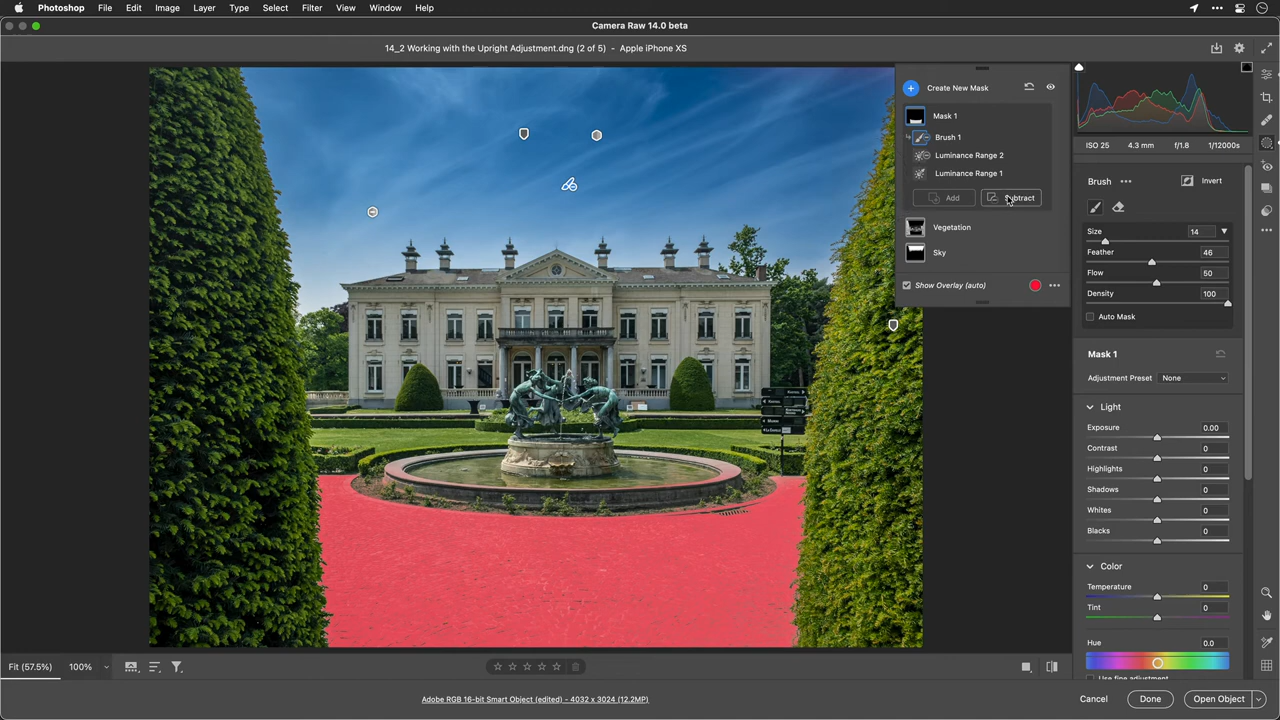 Photoshop File Edit Image Layer Type Select Filter View Window Help
Camera Raw 14.0 beta
14_2 Working with the Upright Adjustment.dng (2 of 5) - Apple iPhone XS
Create New Mask
Mask 1
Brush 1
Luminance Range 2
Luminance Range 1
Add Subtract
Vegetation
Sky
Show Overlay (auto)
ISO 25 4.3 mm f/1.8 1/12000s
Brush Invert
Size 14
Feather 46
Flow 50
Density 100
Auto Mask
Mask 1
Adjustment Preset None
Light
Exposure 0.00
Contrast 0
Highlights 0
Shadows 0
Whites 0
Blacks 0
Color
Temperature 0
Tint 0
Hue 0.0
Use fine adjustment
Fit (57.5%) 100%
Adobe RGB 16-bit Smart Object (edited) - 4032 x 3024 (12.2MP)
Cancel Done Open Object